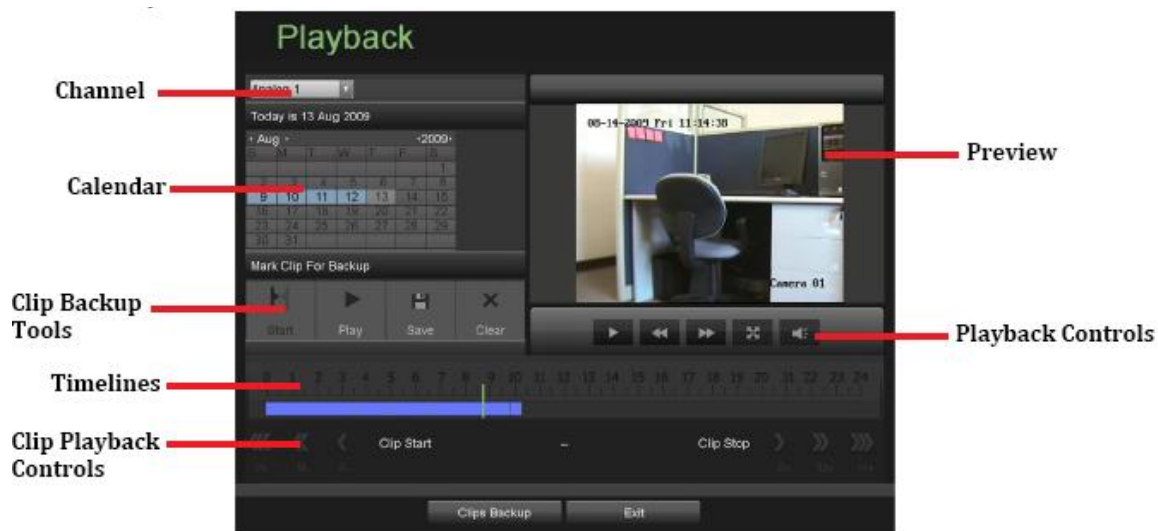 Playback
Channel
Analog 1
Today is 13 Aug 2009
Aug 2009
S M T W T F S
1
2 3 4 5 6 7 8
9 10 11 12 13 14 15
16 17 18 19 20 21 22
23 24 25 26 27 28 29
30 31
Calendar
Mark Clip For Backup
Clip Backup
Tools
Start Play Save Clear
08-14-2009 Fri 11:14:38
Camera 01
Preview
Playback Controls
Timelines
0 1 2 3 4 5 6 7 8 9 10 11 12 13 14 15 16 17 18 19 20 21 22 23 24
Clip Playback
Controls
Clip Start -- Clip Stop
Clips Backup Exit